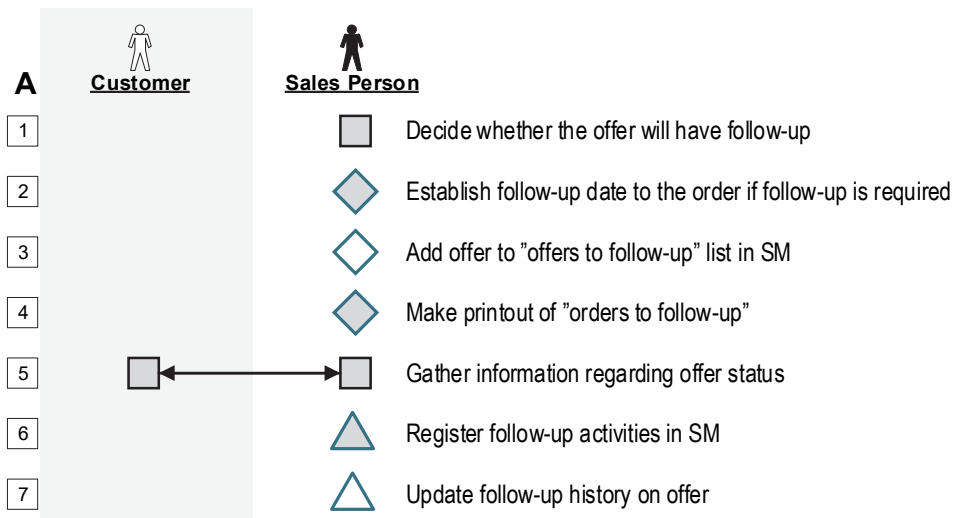 A Customer Sales Person
1 Decide whether the offer will have follow-up
2 Establish follow-up date to the order if follow-up is required
3 Add offer to ”offers to follow-up” list in SM
4 Make printout of ”orders to follow-up”
5 Gather information regarding offer status
6 Register follow-up activities in SM
7 Update follow-up history on offer